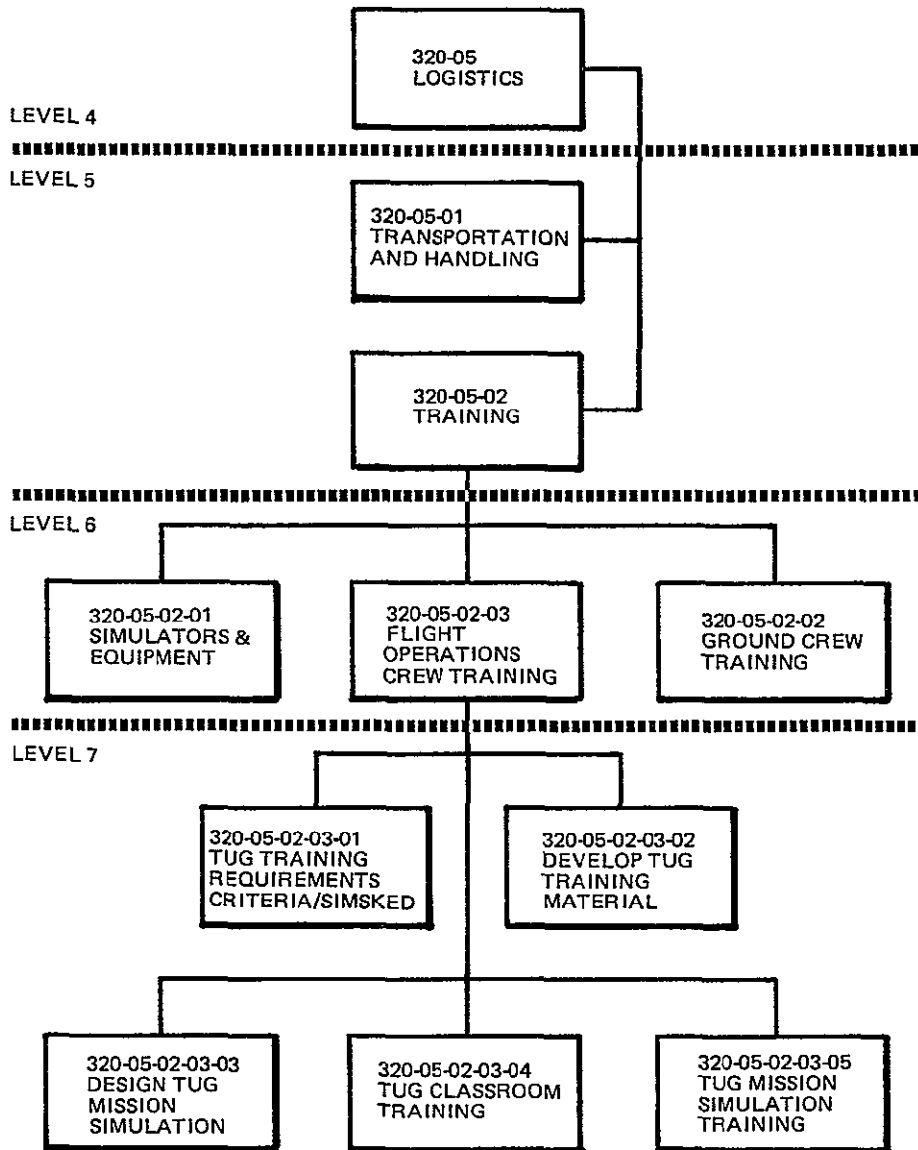 320-05
LOGISTICS
LEVEL 4
LEVEL 5
320-05-01
TRANSPORTATION
AND HANDLING
320-05-02
TRAINING
LEVEL 6
320-05-02-01
SIMULATORS &
EQUIPMENT
320-05-02-03
FLIGHT
OPERATIONS
CREW TRAINING
320-05-02-02
GROUND CREW
TRAINING
LEVEL 7
320-05-02-03-01
TUG TRAINING
REQUIREMENTS
CRITERIA/SIMSKED
320-05-02-03-02
DEVELOP TUG
TRAINING
MATERIAL
320-05-02-03-03
DESIGN TUG
MISSION
SIMULATION
320-05-02-03-04
TUG CLASSROOM
TRAINING
320-05-02-03-05
TUG MISSION
SIMULATION
TRAINING